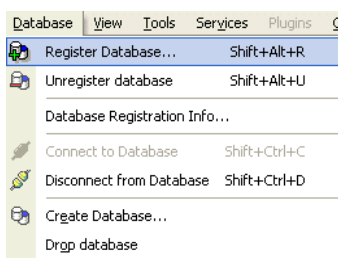 Database View Tools Services Plugins
Register Database... Shift+Alt+R
Unregister database Shift+Alt+U
Database Registration Info...
Connect to Database Shift+Ctrl+C
Disconnect from Database Shift+Ctrl+D
Create Database...
Drop database